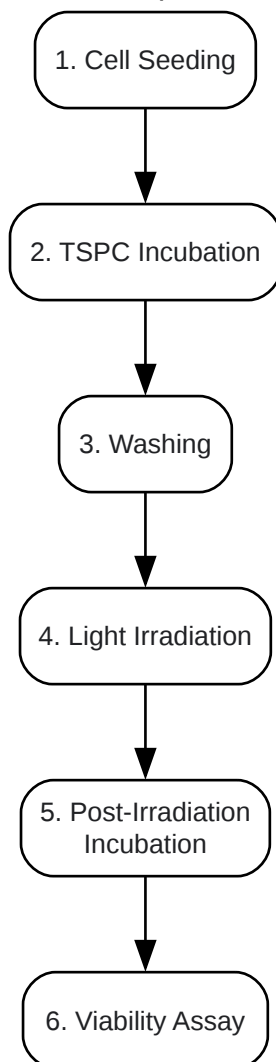 1. Cell Seeding
2. TSPC Incubation
3. Washing
4. Light Irradiation
5. Post-Irradiation
Incubation
6. Viability Assay